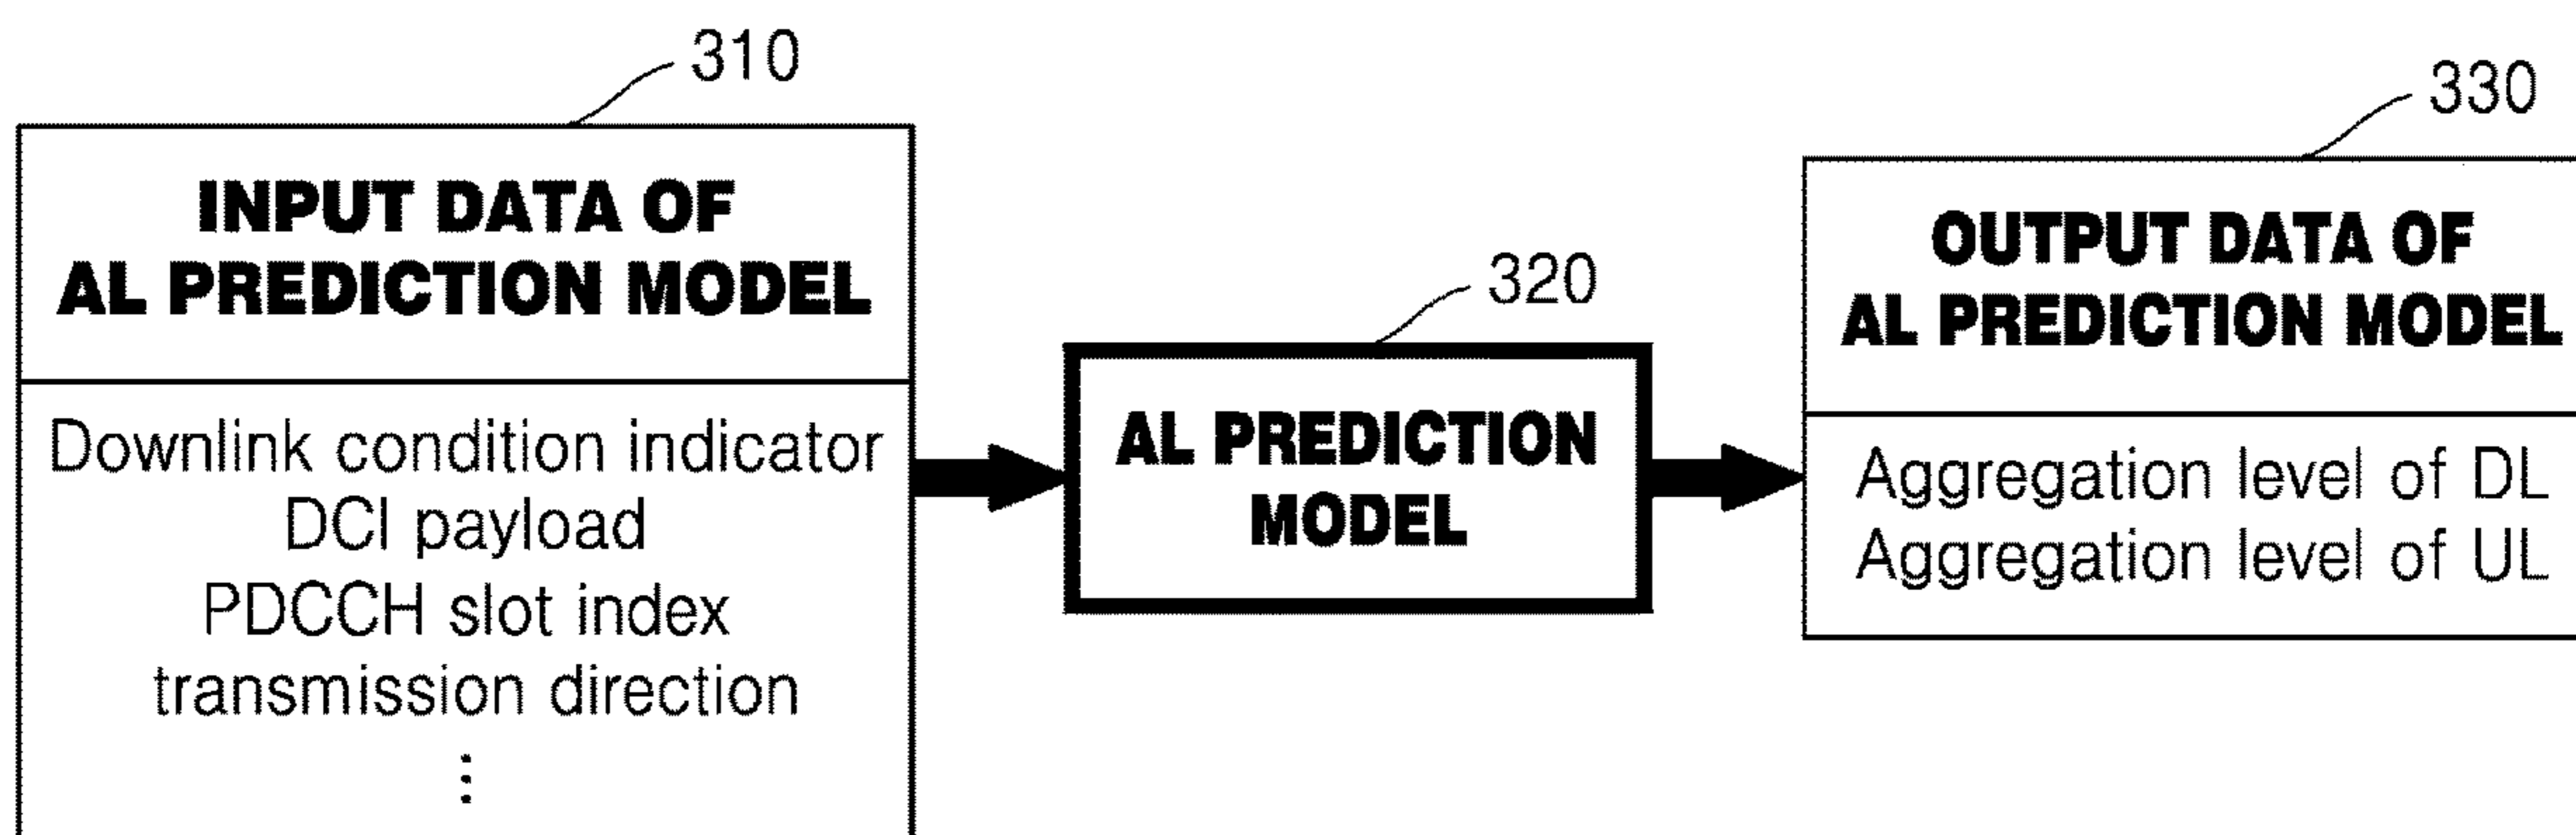 310
INPUT DATA OF
AL PREDICTION MODEL
Downlink condition indicator
DCI payload
PDCCH slot index
transmission direction
⋮
320
AL PREDICTION
MODEL
330
OUTPUT DATA OF
AL PREDICTION MODEL
Aggregation level of DL
Aggregation level of UL